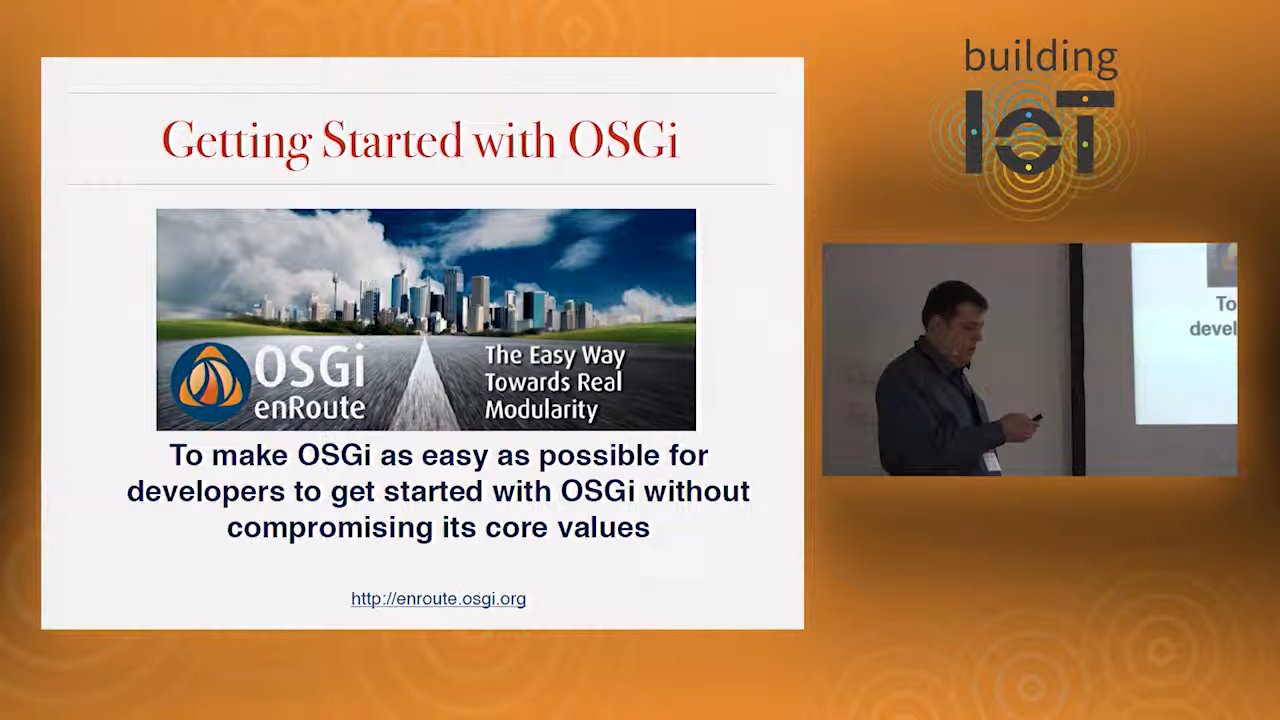 building
IoT
Getting Started with OSGi
OSGi
enRoute
The Easy Way
Towards Real
Modularity
To make OSGi as easy as possible for
developers to get started with OSGi without
compromising its core values
http://enroute.osgi.org
To
devel